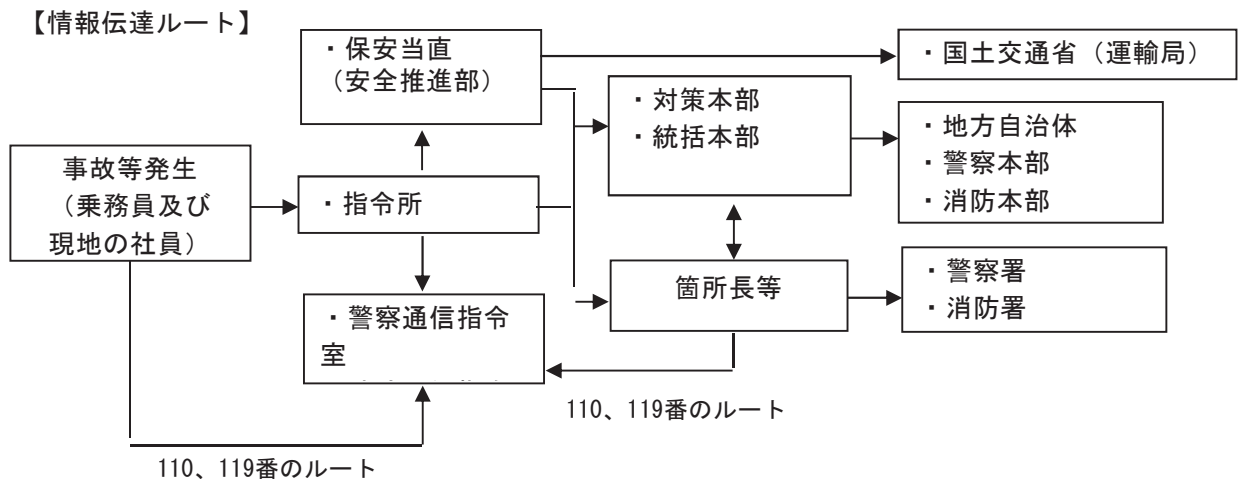 【情報伝達ルート】
・保安当直
（安全推進部）
・国土交通省（運輸局）
・対策本部
・統括本部
・地方自治体
・警察本部
・消防本部
事故等発生
（乗務員及び
現地の社員）
・指令所
箇所長等
・警察署
・消防署
・警察通信指令
室
110、119番のルート
110、119番のルート